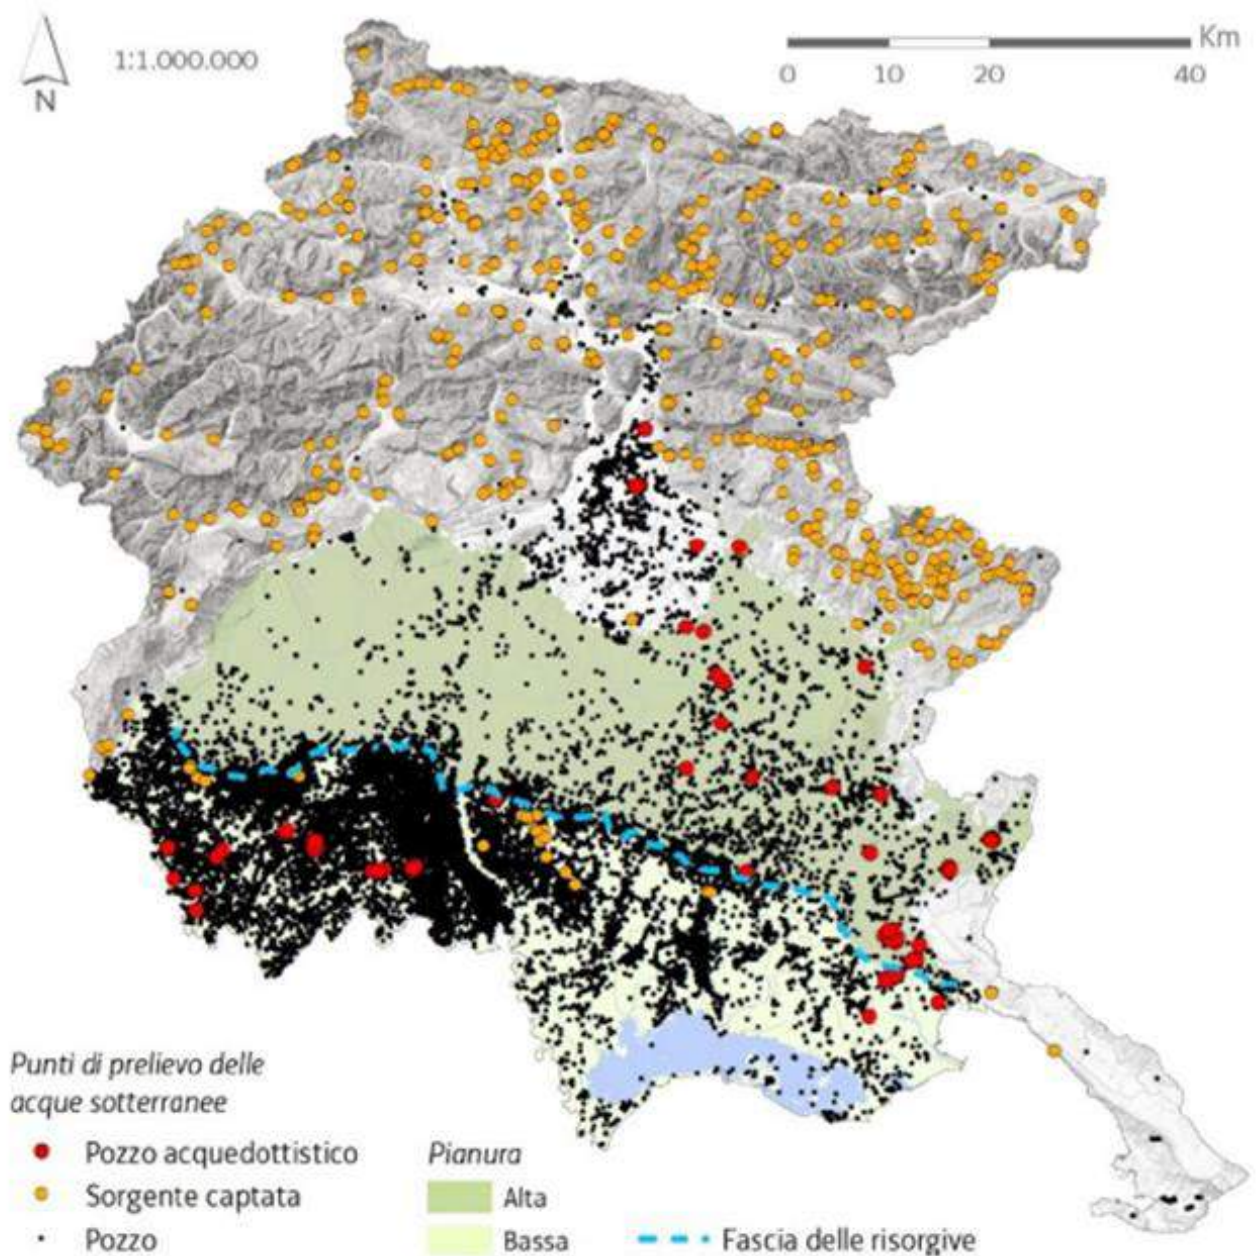 1:1.000.000
Km
0 10 20 40
N
Punti di prelievo delle
acque sotterranee
Pozzo acquedottistico
Sorgente captata
Pozzo
Pianura
Alta
Bassa
Fascia delle risorgive